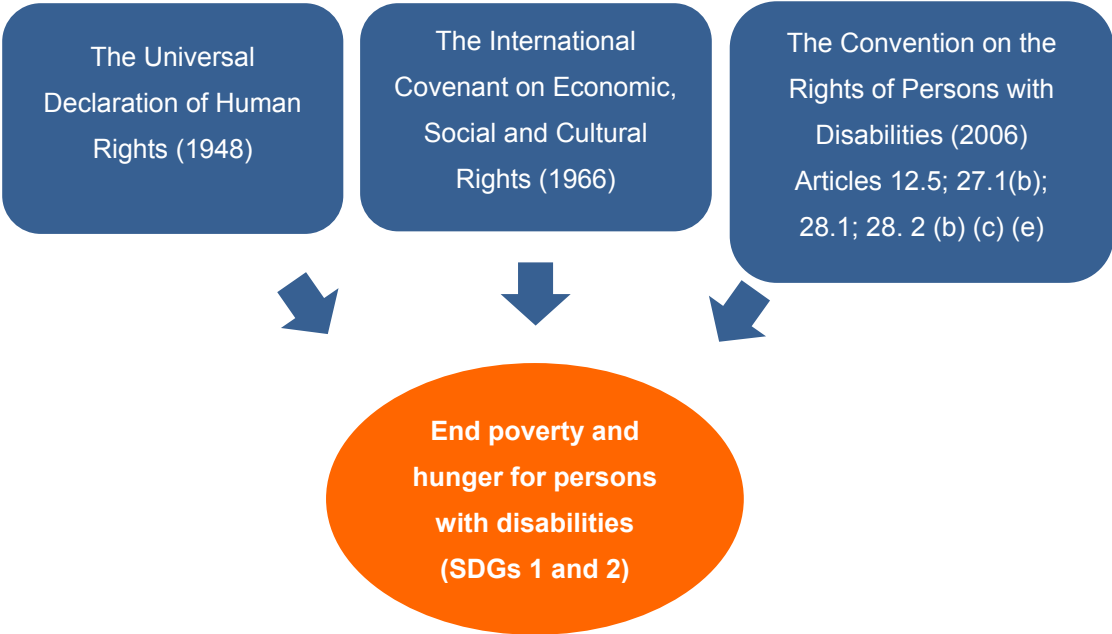 The Universal
Declaration of Human
Rights (1948)
The International
Covenant on Economic,
Social and Cultural
Rights (1966)
The Convention on the
Rights of Persons with
Disabilities (2006)
Articles 12.5; 27.1(b);
28.1; 28. 2 (b) (c) (e)
End poverty and
hunger for persons
with disabilities
(SDGs 1 and 2)